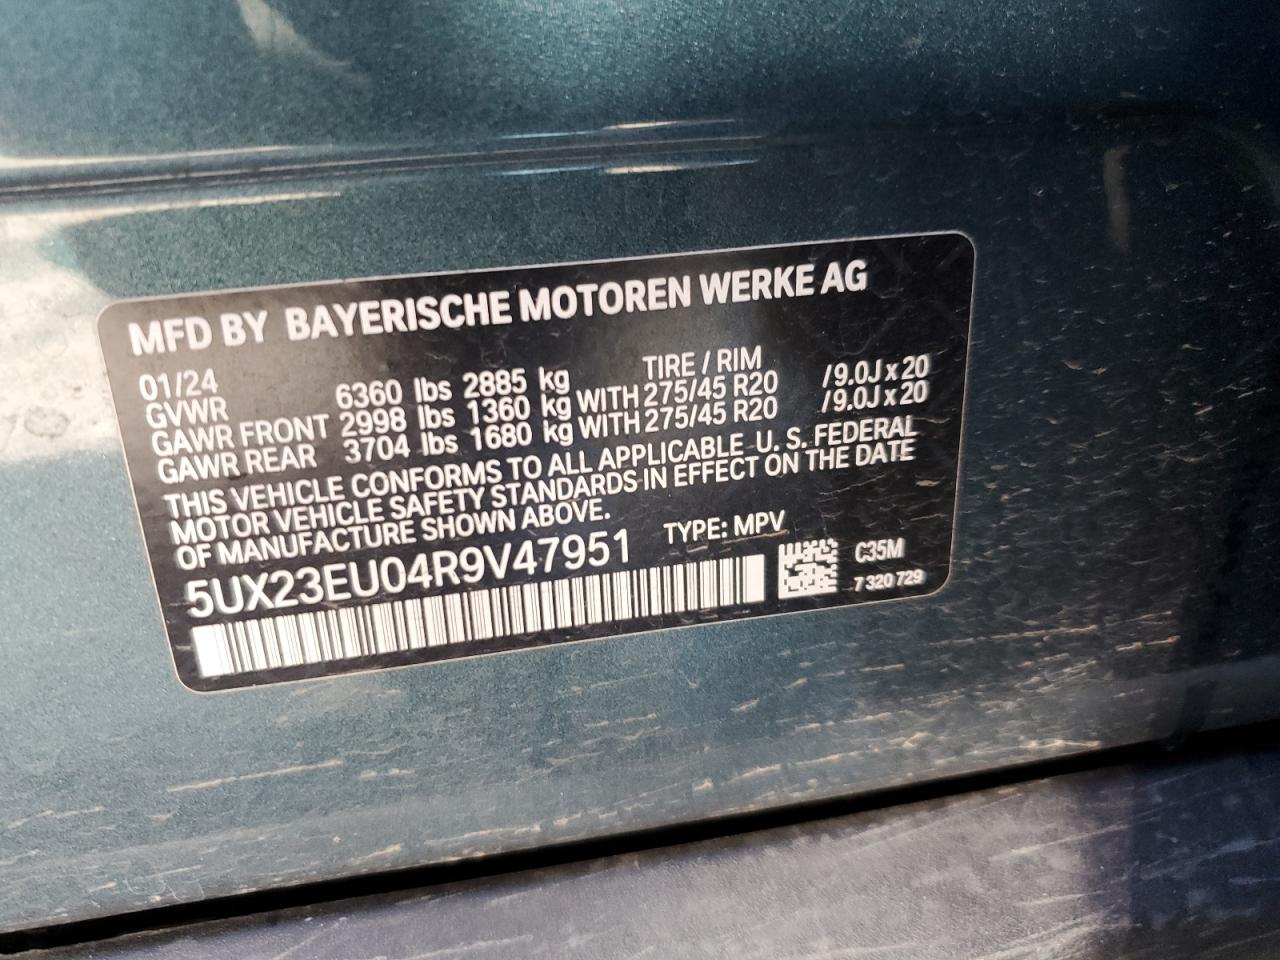 MFD BY BAYERISCHE MOTOREN WERKE AG
01/24 TIRE / RIM
GVWR 6360 lbs 2885 kg
GAWR FRONT 2998 lbs 1360 kg WITH 275/45 R20 /9.0J x 20
GAWR REAR 3704 lbs 1680 kg WITH 275/45 R20 /9.0J x 20
THIS VEHICLE CONFORMS TO ALL APPLICABLE U. S. FEDERAL
MOTOR VEHICLE SAFETY STANDARDS IN EFFECT ON THE DATE
OF MANUFACTURE SHOWN ABOVE.
TYPE: MPV
5UX23EU04R9V47951
C35M
7 320 729